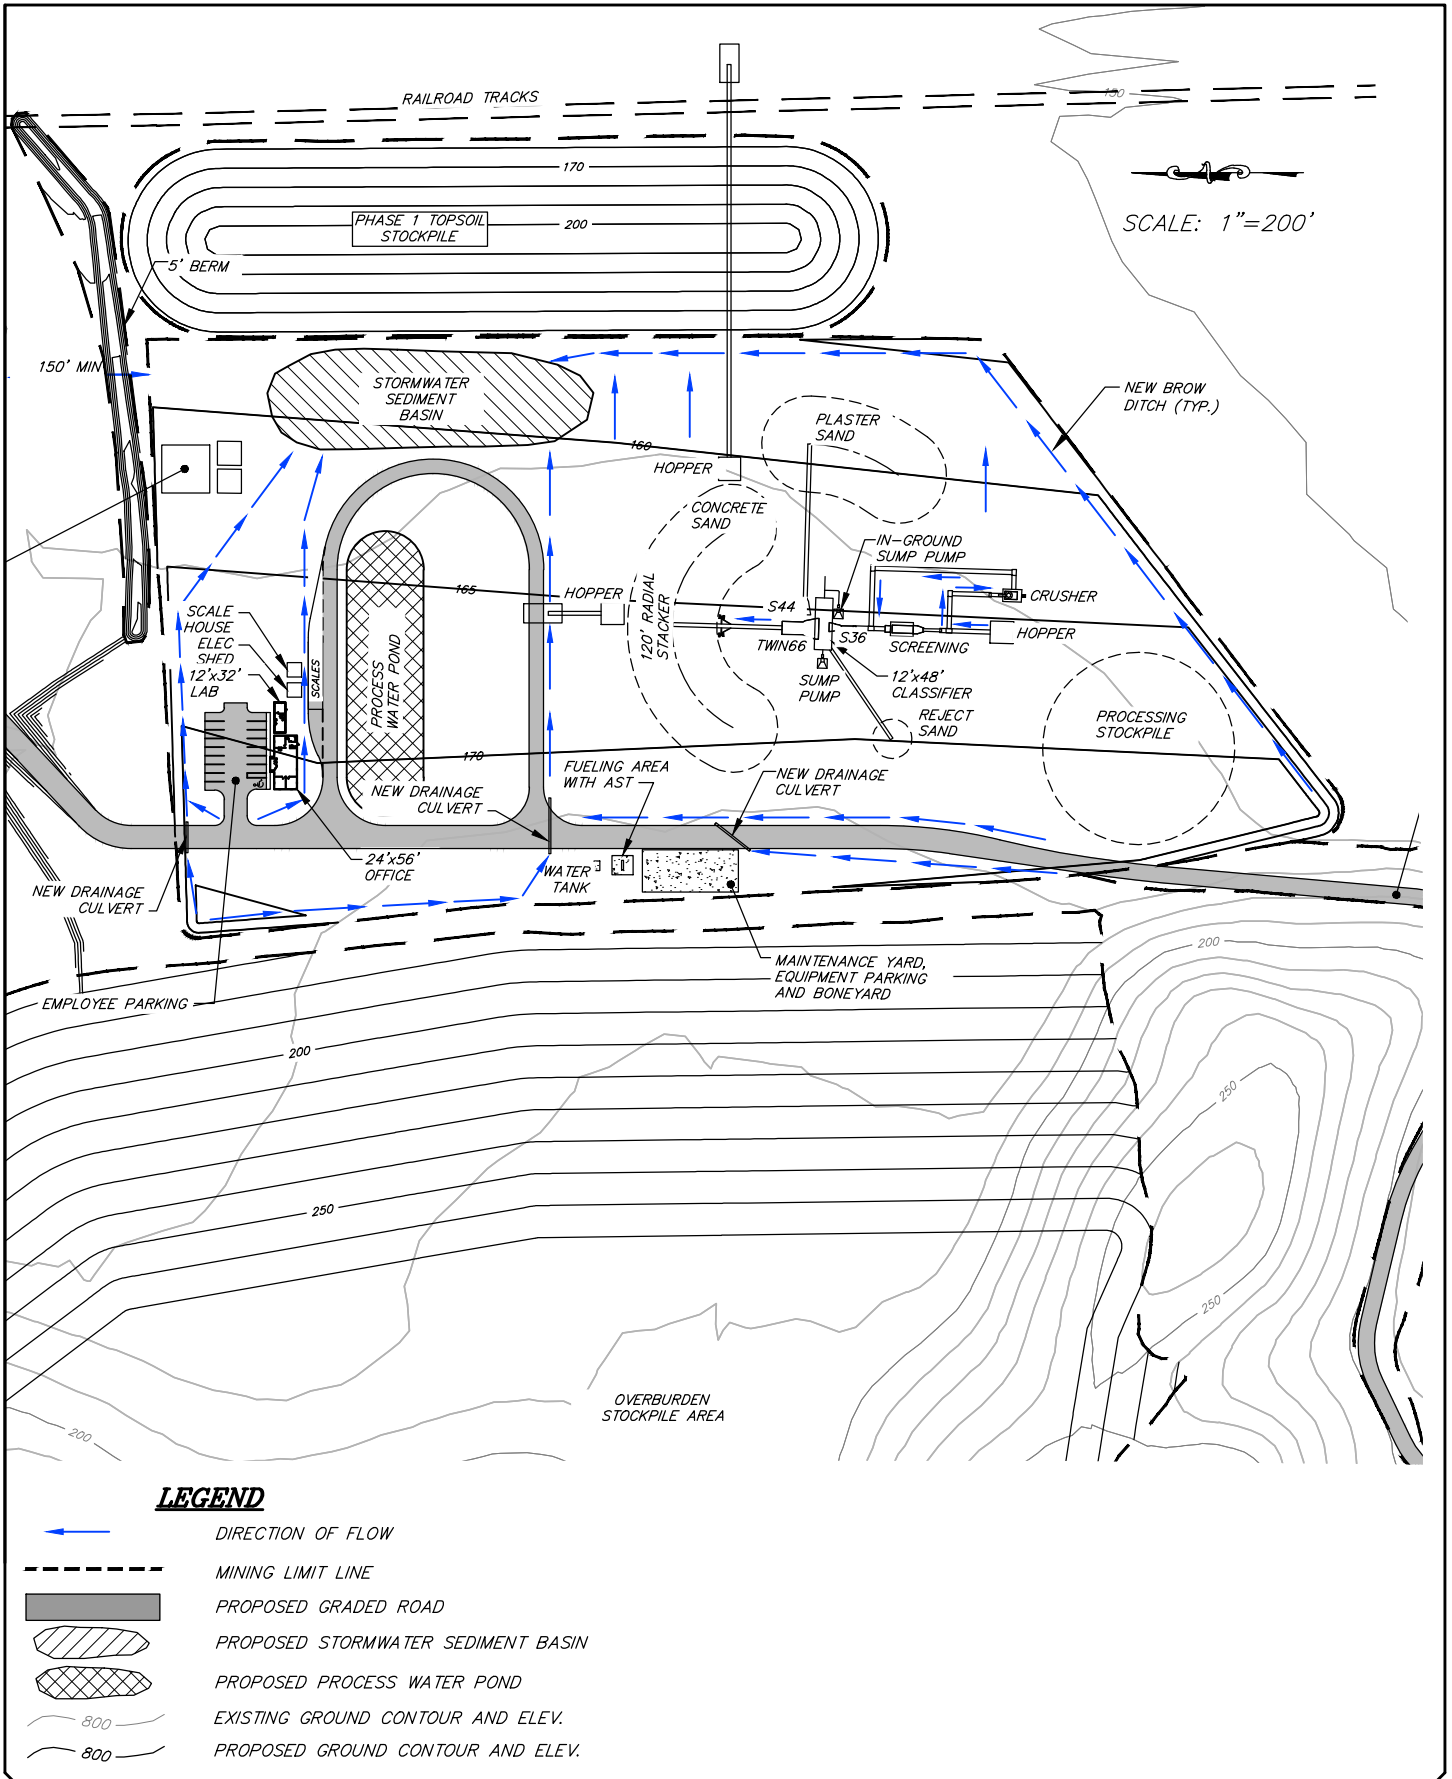 RAILROAD TRACKS
150
170
SCALE: 1"=200'
PHASE 1 TOPSOIL
STOCKPILE
200
5' BERM
150' MIN
STORMWATER
SEDIMENT
BASIN
NEW BROW
DITCH (TYP.)
PLASTER
SAND
160
HOPPER
CONCRETE
SAND
IN-GROUND
SUMP PUMP
165
HOPPER
120' RADIAL
STACKER
S44
CRUSHER
SCALE
HOUSE
ELEC
SHED
12'x32'
LAB
SCALES
PROCESS
WATER POND
TWIN66
S36
SCREENING
HOPPER
SUMP
PUMP
12'x48'
CLASSIFIER
REJECT
SAND
PROCESSING
STOCKPILE
170
FUELING AREA
WITH AST
NEW DRAINAGE
CULVERT
NEW DRAINAGE
CULVERT
24'x56'
OFFICE
WATER
TANK
NEW DRAINAGE
CULVERT
MAINTENANCE YARD,
EQUIPMENT PARKING
AND BONEYARD
EMPLOYEE PARKING
200
200
250
250
250
OVERBURDEN
STOCKPILE AREA
200
LEGEND
DIRECTION OF FLOW
MINING LIMIT LINE
PROPOSED GRADED ROAD
PROPOSED STORMWATER SEDIMENT BASIN
PROPOSED PROCESS WATER POND
800 EXISTING GROUND CONTOUR AND ELEV.
800 PROPOSED GROUND CONTOUR AND ELEV.